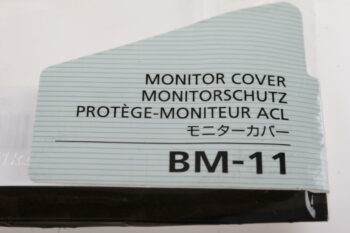 MONITOR COVER
MONITORSCHUTZ
PROTÈGE-MONITEUR ACL
モニターカバー
BM-11